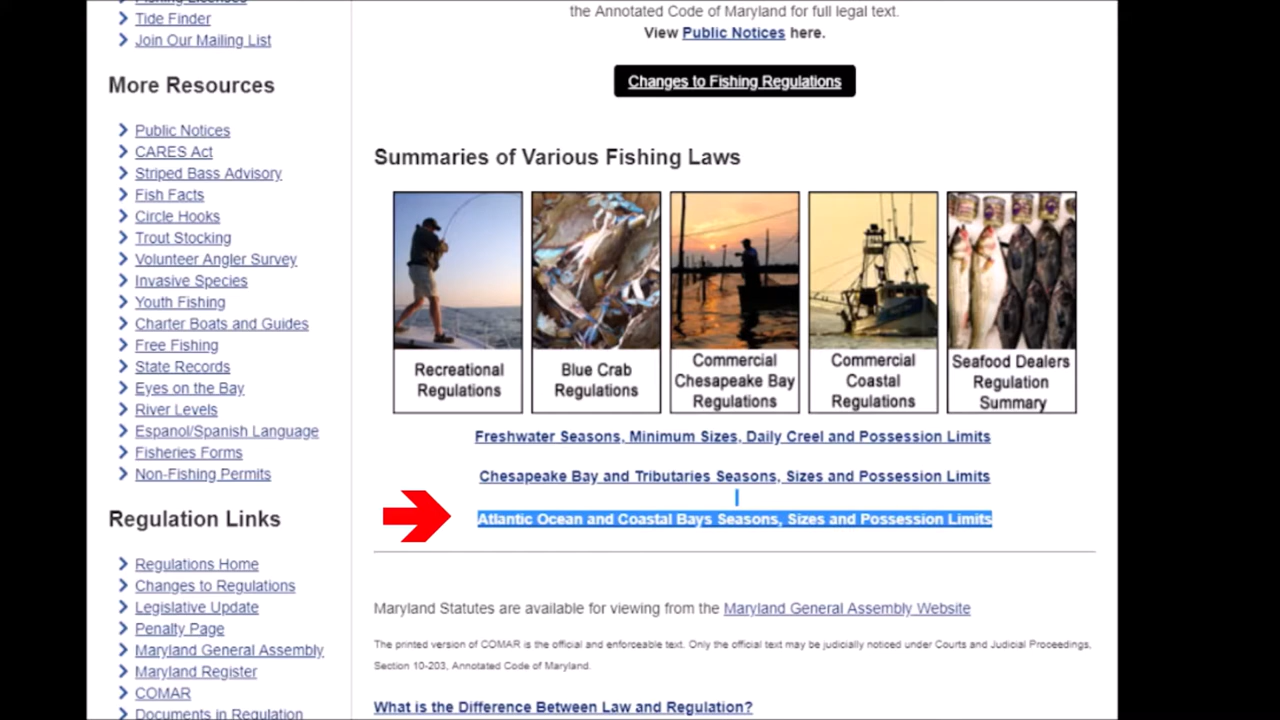 Fishing Licenses
Tide Finder
Join Our Mailing List
More Resources
Public Notices
CARES Act
Striped Bass Advisory
Fish Facts
Circle Hooks
Trout Stocking
Volunteer Angler Survey
Invasive Species
Youth Fishing
Charter Boats and Guides
Free Fishing
State Records
Eyes on the Bay
River Levels
Espanol/Spanish Language
Fisheries Forms
Non-Fishing Permits
Regulation Links
Regulations Home
Changes to Regulations
Legislative Update
Penalty Page
Maryland General Assembly
Maryland Register
COMAR
Documents in Regulation
the Annotated Code of Maryland for full legal text.
View Public Notices here.
Changes to Fishing Regulations
Summaries of Various Fishing Laws
Recreational
Regulations
Blue Crab
Regulations
Commercial
Chesapeake Bay
Regulations
Commercial
Coastal
Regulations
Seafood Dealers
Regulation
Summary
Freshwater Seasons, Minimum Sizes, Daily Creel and Possession Limits
Chesapeake Bay and Tributaries Seasons, Sizes and Possession Limits
Atlantic Ocean and Coastal Bays Seasons, Sizes and Possession Limits
Maryland Statutes are available for viewing from the Maryland General Assembly Website
The printed version of COMAR is the official and enforceable text. Only the official text may be judicially noticed under Courts and Judicial Proceedings,
Section 10-203, Annotated Code of Maryland.
What is the Difference Between Law and Regulation?